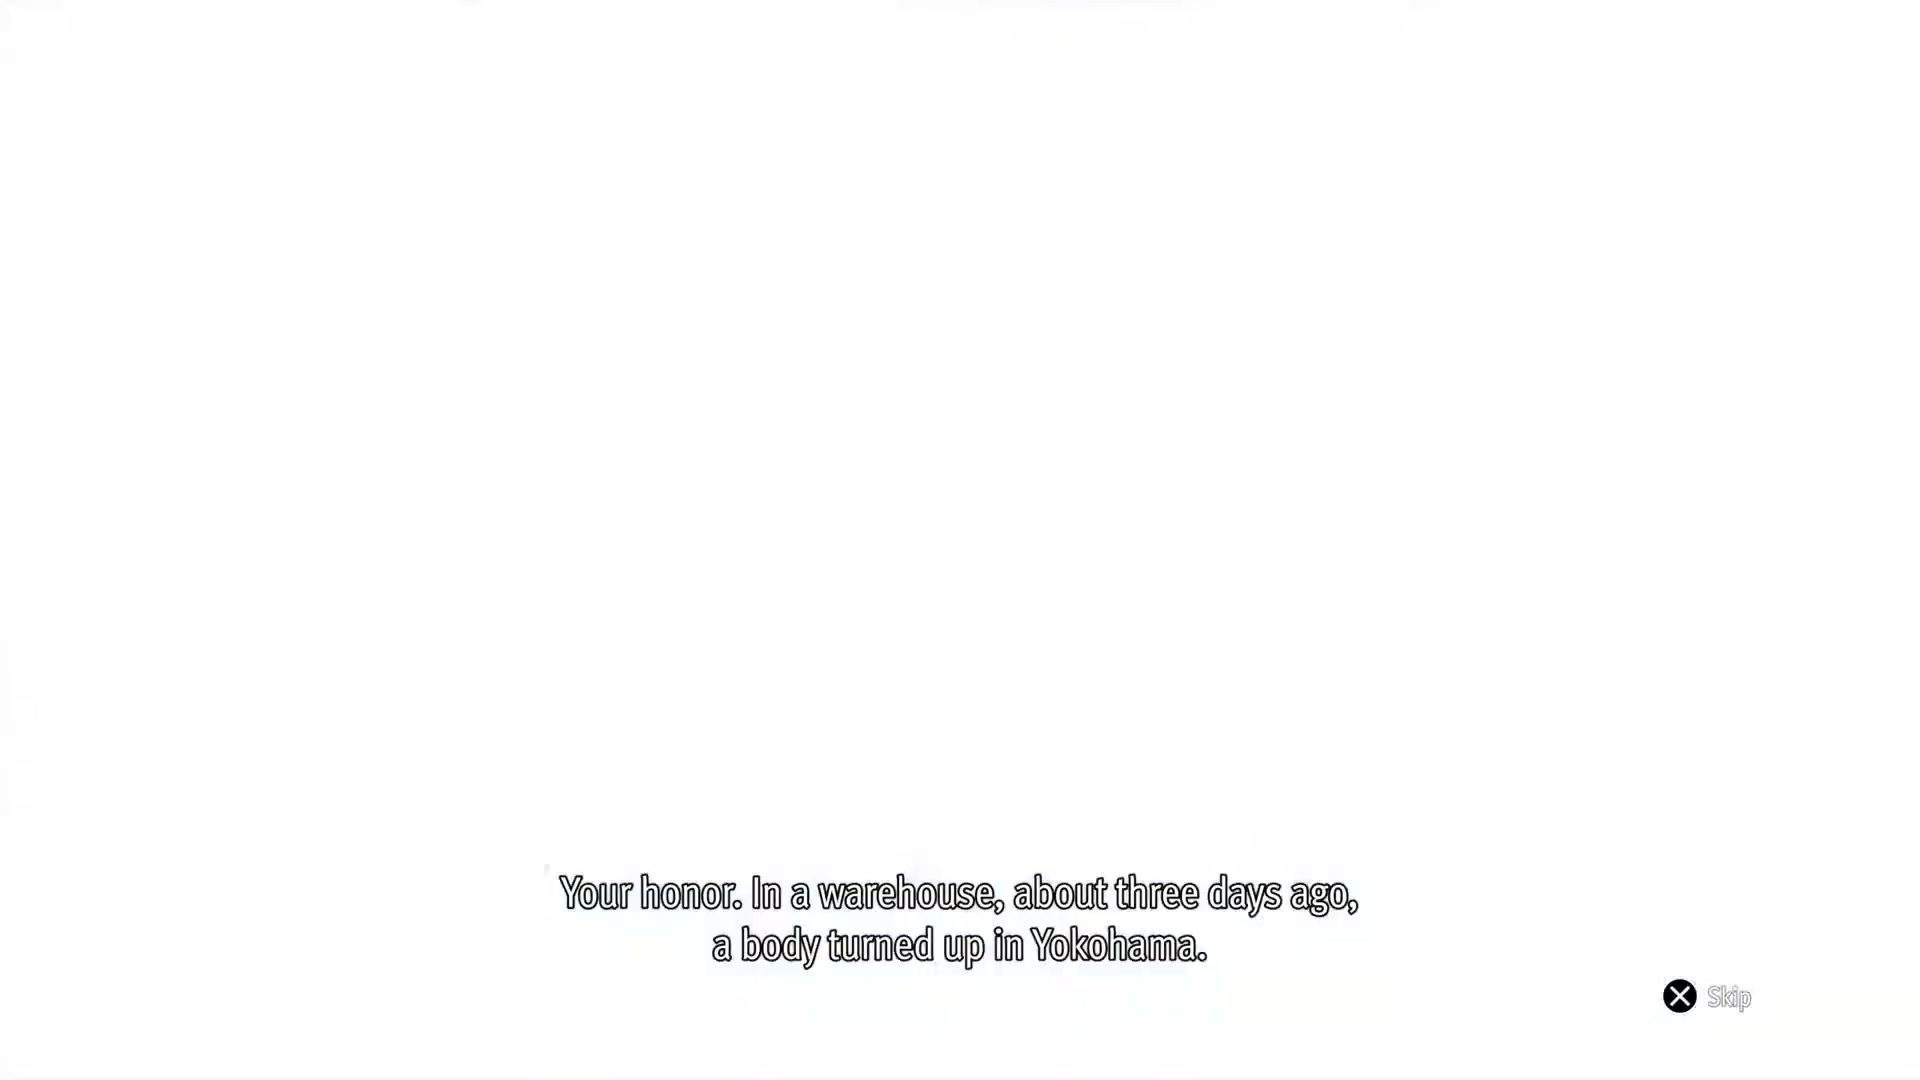 Your honor. In a warehouse, about three days ago,
a body turned up in Yokohama.
Skip